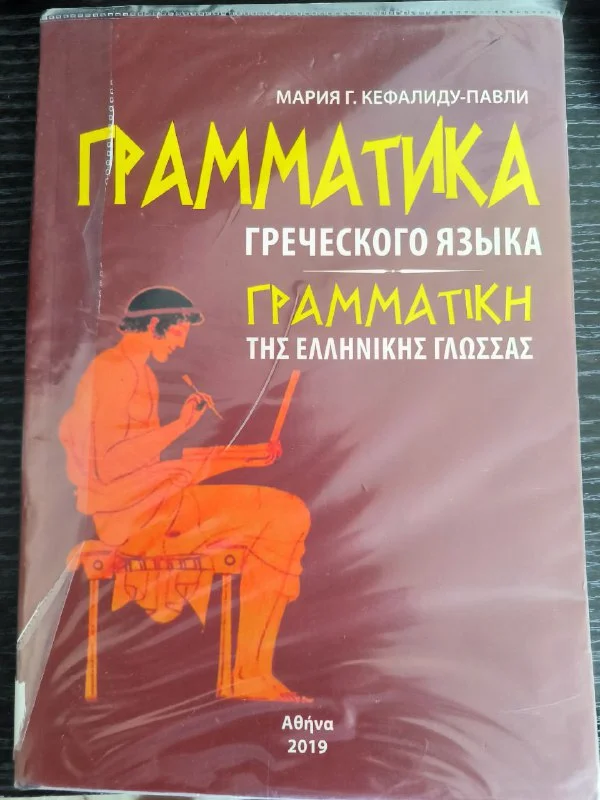 МАРИЯ Г. КЕФАЛИДУ-ПАВЛИ
ГРАММАТИКА
ГРЕЧЕСКОГО ЯЗЫКА
ΓΡΑΜΜΑΤΙΚΗ
ΤΗΣ ΕΛΛΗΝΙΚΗΣ ΓΛΩΣΣΑΣ
Αθήνα
2019